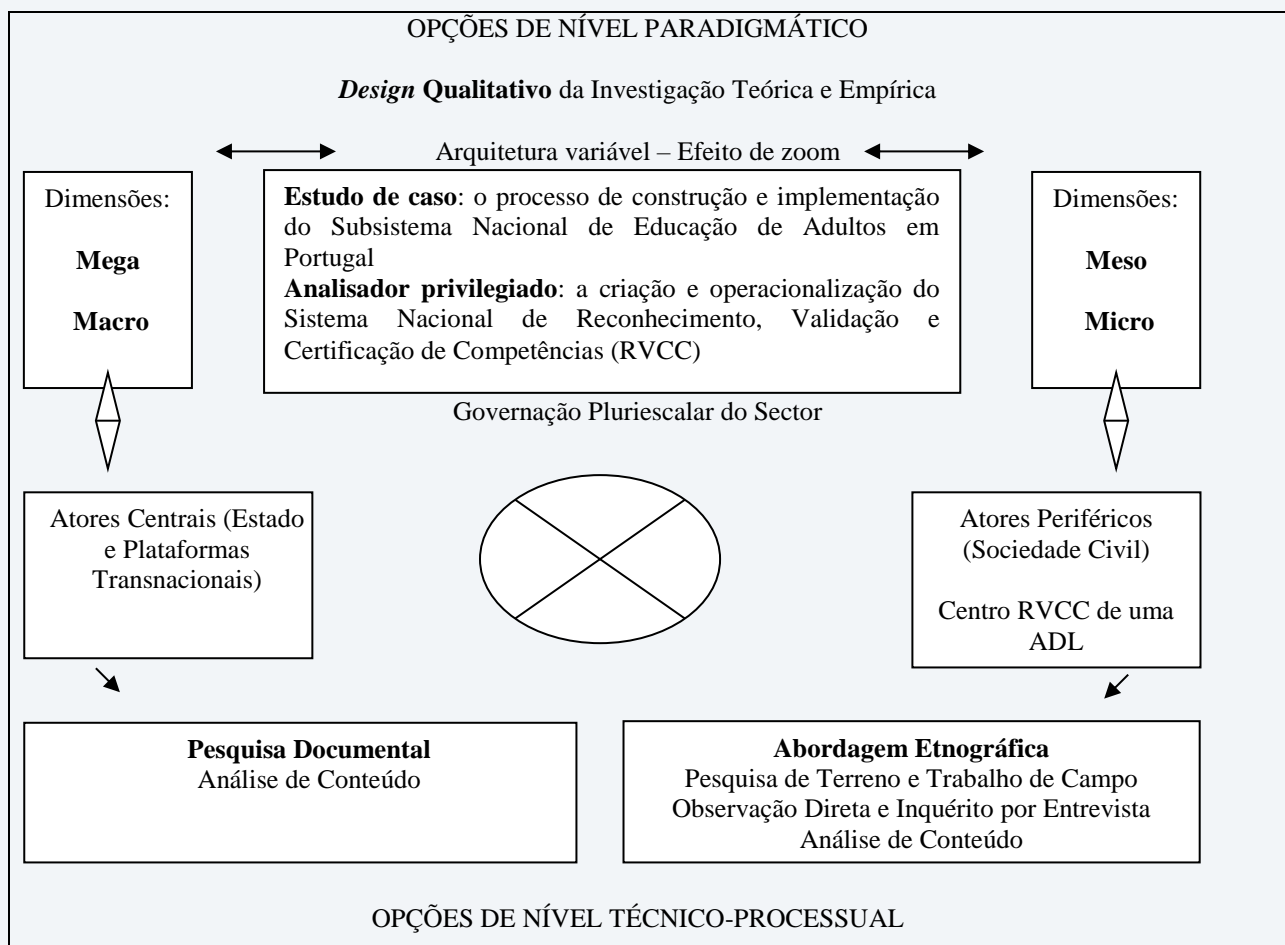 OPÇÕES DE NÍVEL PARADIGMÁTICO
Design Qualitativo da Investigação Teórica e Empírica
Arquitetura variável – Efeito de zoom
Dimensões:
Mega
Macro
Estudo de caso: o processo de construção e implementação
do Subsistema Nacional de Educação de Adultos em
Portugal
Analisador privilegiado: a criação e operacionalização do
Sistema Nacional de Reconhecimento, Validação e
Certificação de Competências (RVCC)
Dimensões:
Meso
Micro
Governação Pluriescalar do Sector
Atores Centrais (Estado
e Plataformas
Transnacionais)
Atores Periféricos
(Sociedade Civil)
Centro RVCC de uma
ADL
Pesquisa Documental
Análise de Conteúdo
Abordagem Etnográfica
Pesquisa de Terreno e Trabalho de Campo
Observação Direta e Inquérito por Entrevista
Análise de Conteúdo
OPÇÕES DE NÍVEL TÉCNICO-PROCESSUAL